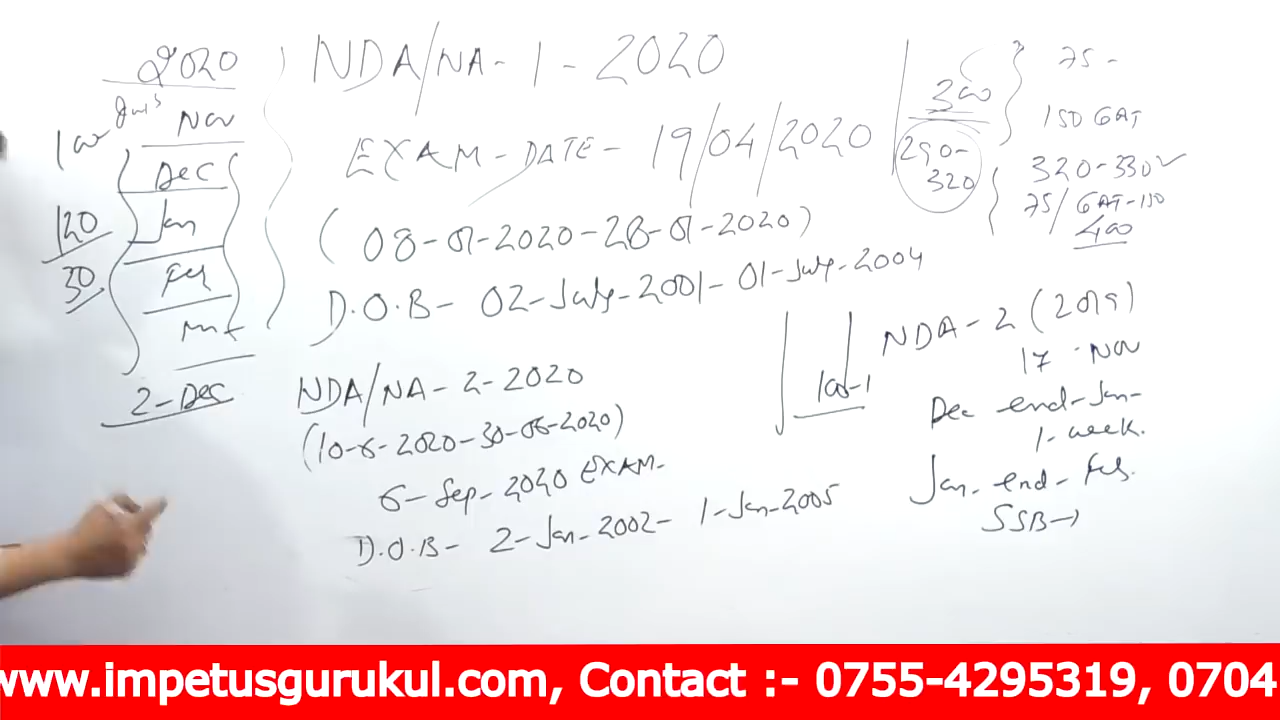 2020
Nov
100
Dec
120
Jan
30
Feb
2-Dec
NDA/NA-1-2020
EXAM-DATE-19/04/2020
(08-01-2020-28-01-2020)
D.O.B-02-July-2001-01-July-2004
NDA/NA-2-2020
(10-6-2020-30-06-2020)
6-Sep-2020 EXAM-
D.O.B- 2-Jan-2002-1-Jan-2005
300
290-
320
75-
150 GAT
320-330✓
75/ GAT-150
400
NDA-2 (2019)
17-Nov
Dec end-Jan-
1-week.
Jan-end-Feb.
SSB→
www.impetusgurukul.com, Contact :- 0755-4295319, 0704